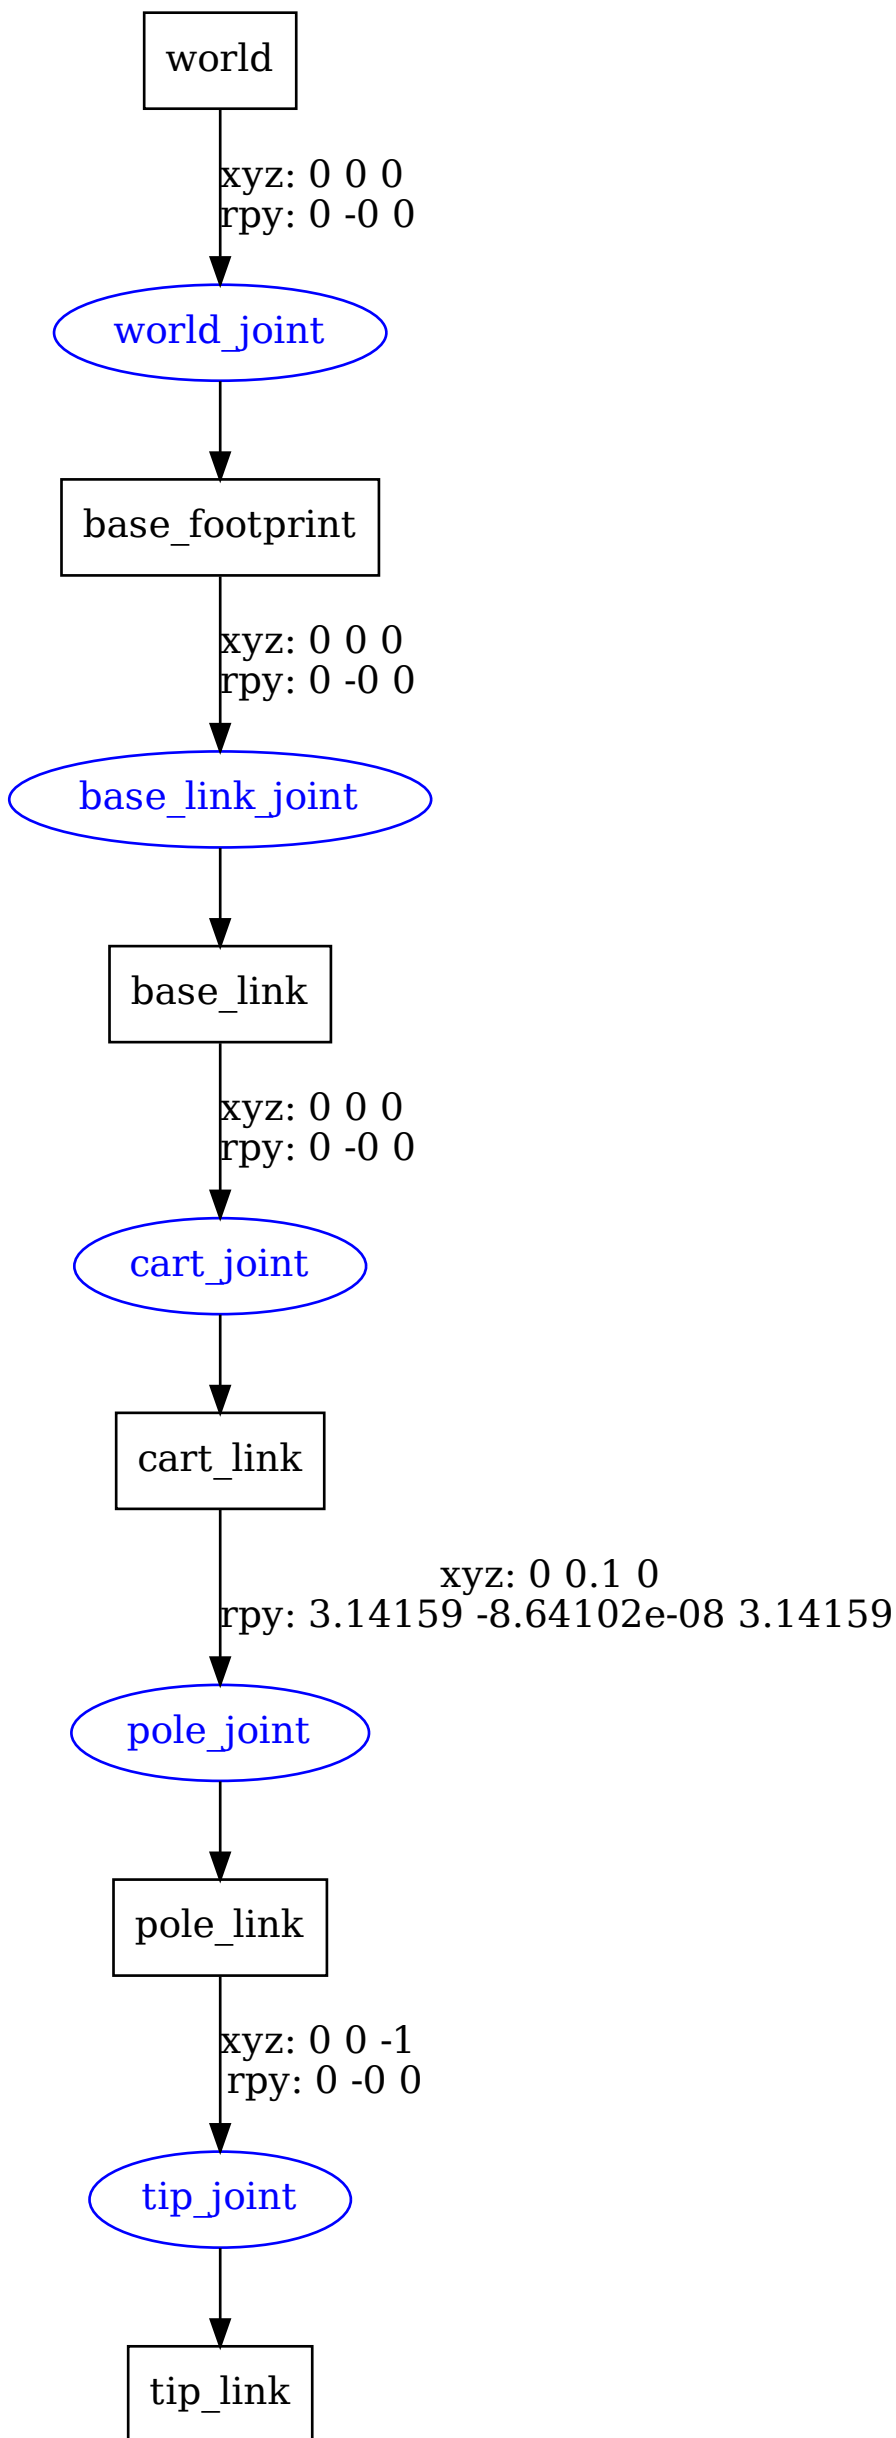 world
xyz: 0 0 0
rpy: 0 -0 0
world_joint
base_footprint
xyz: 0 0 0
rpy: 0 -0 0
base_link_joint
base_link
xyz: 0 0 0
rpy: 0 -0 0
cart_joint
cart_link
xyz: 0 0.1 0
rpy: 3.14159 -8.64102e-08 3.14159
pole_joint
pole_link
xyz: 0 0 -1
rpy: 0 -0 0
tip_joint
tip_link